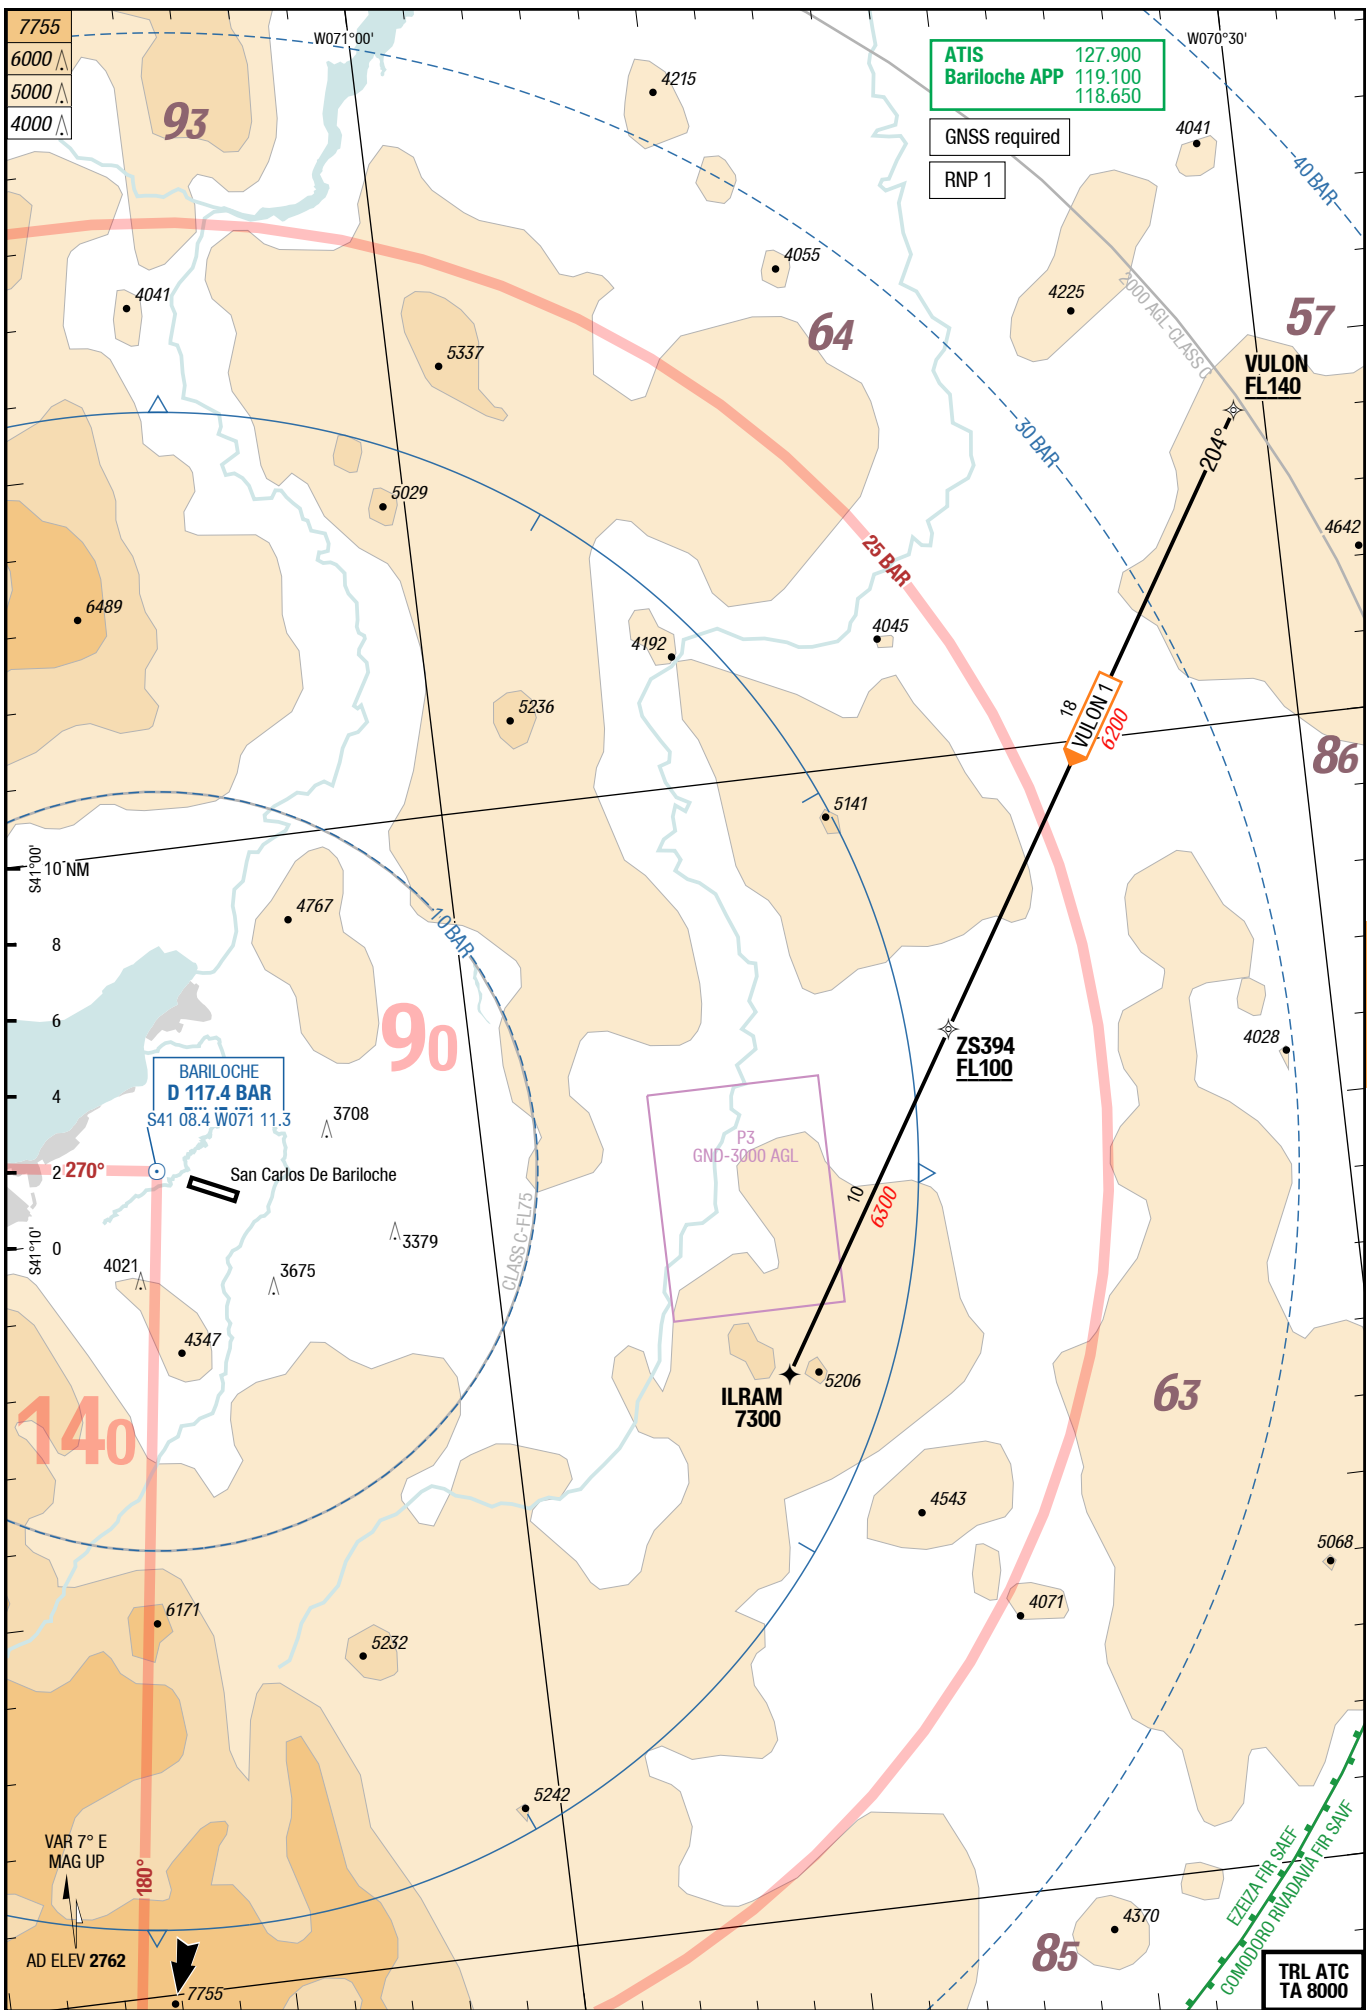 7755
6000
5000
4000
W071°00'
W070°30'
ATIS 127.900
Bariloche APP 119.100
118.650
GNSS required
RNP 1
93
4215
4041
40 BAR
4055
4225
2000 AGL-CLASS C
57
64
4041
5337
VULON
FL140
204°
30 BAR
5029
4642
25 BAR
6489
4192
4045
5236
18
VULON 1
6200
86
5141
S41°00'
10 NM
4767
10 BAR
8
6
90
ZS394
FL100
4028
BARILOCHE
D 117.4 BAR
S41 08.4 W071 11.3
4
3708
P3
GND-3000 AGL
270°
2
San Carlos De Bariloche
10
6300
CLASS C-FL75
3379
S41°10'
0
4021
3675
4347
5206
ILRAM
7300
63
140
4543
5068
6171
4071
5232
5242
VAR 7° E
MAG UP
180°
EZEIZA FIR SAEF
COMODORO RIVADAVIA FIR SAVF
4370
85
AD ELEV 2762
7755
TRL ATC
TA 8000